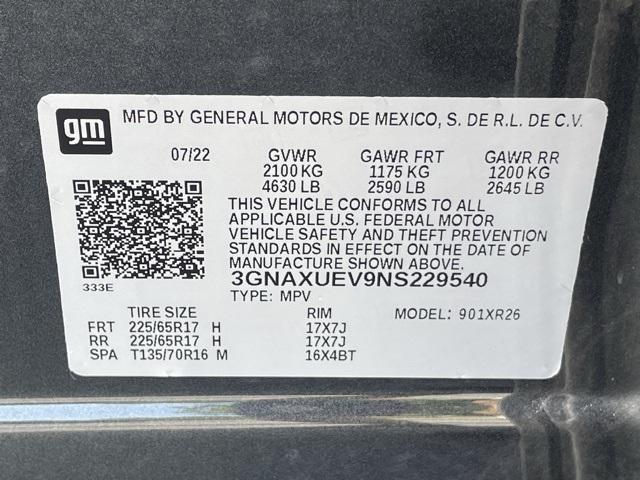 gm MFD BY GENERAL MOTORS DE MEXICO, S. DE R.L. DE C.V.
07/22 GVWR GAWR FRT GAWR RR
2100 KG 1175 KG 1200 KG
4630 LB 2590 LB 2645 LB
THIS VEHICLE CONFORMS TO ALL
APPLICABLE U.S. FEDERAL MOTOR
VEHICLE SAFETY AND THEFT PREVENTION
STANDARDS IN EFFECT ON THE DATE OF
MANUFACTURE SHOWN ABOVE.
333E 3GNAXUEV9NS229540
TYPE: MPV
TIRE SIZE RIM MODEL: 901XR26
FRT 225/65R17 H 17X7J
RR 225/65R17 H 17X7J
SPA T135/70R16 M 16X4BT